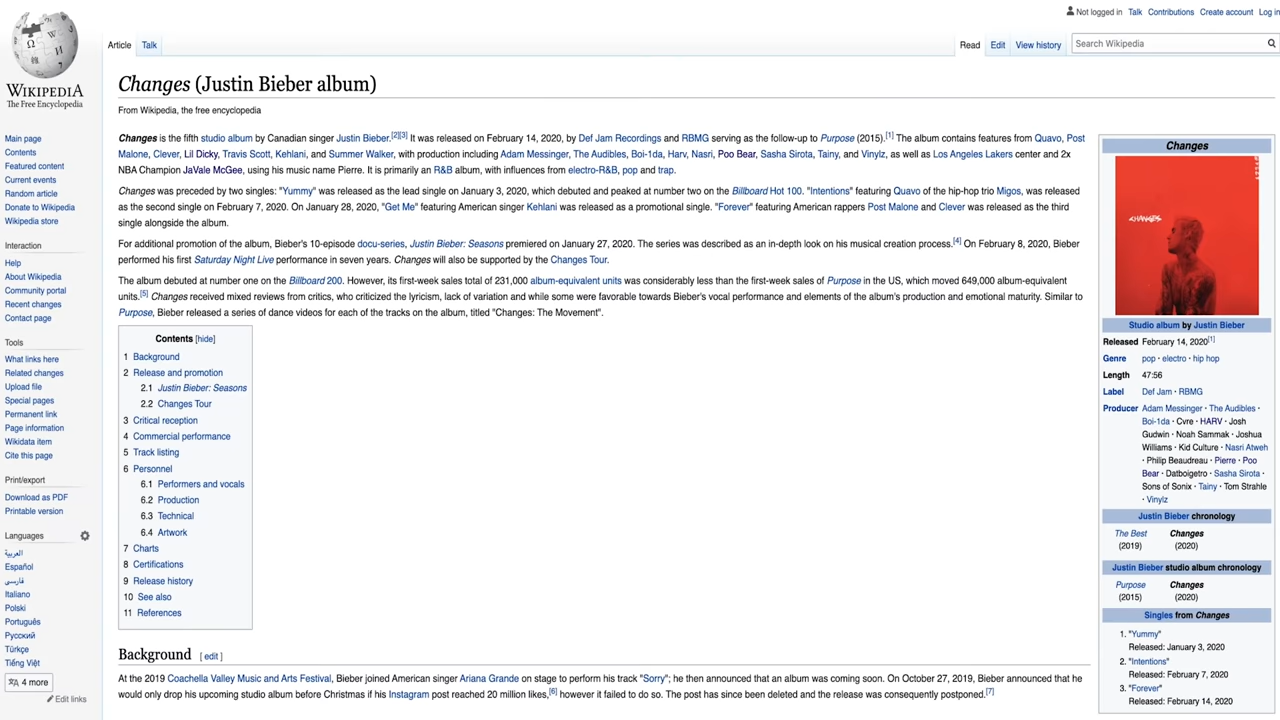 Not logged in Talk Contributions Create account Log in
Article Talk Read Edit View history Search Wikipedia
WIKIPEDIA
The Free Encyclopedia
Main page
Contents
Featured content
Current events
Random article
Donate to Wikipedia
Wikipedia store
Interaction
Help
About Wikipedia
Community portal
Recent changes
Contact page
Tools
What links here
Related changes
Upload file
Special pages
Permanent link
Page information
Wikidata item
Cite this page
Print/export
Download as PDF
Printable version
Languages
العربية
Español
فارسی
Italiano
Polski
Português
Русский
Türkçe
Tiếng Việt
4 more
Edit links
Changes (Justin Bieber album)
From Wikipedia, the free encyclopedia
Changes is the fifth studio album by Canadian singer Justin Bieber.[2][3] It was released on February 14, 2020, by Def Jam Recordings and RBMG serving as the follow-up to Purpose (2015).[1] The album contains features from Quavo, Post
Malone, Clever, Lil Dicky, Travis Scott, Kehlani, and Summer Walker, with production including Adam Messinger, The Audibles, Boi-1da, Harv, Nasri, Poo Bear, Sasha Sirota, Tainy, and Vinylz, as well as Los Angeles Lakers center and 2x
NBA Champion JaVale McGee, using his music name Pierre. It is primarily an R&B album, with influences from electro-R&B, pop and trap.
Changes was preceded by two singles: "Yummy" was released as the lead single on January 3, 2020, which debuted and peaked at number two on the Billboard Hot 100. "Intentions" featuring Quavo of the hip-hop trio Migos, was released
as the second single on February 7, 2020. On January 28, 2020, "Get Me" featuring American singer Kehlani was released as a promotional single. "Forever" featuring American rappers Post Malone and Clever was released as the third
single alongside the album.
For additional promotion of the album, Bieber's 10-episode docu-series, Justin Bieber: Seasons premiered on January 27, 2020. The series was described as an in-depth look on his musical creation process.[4] On February 8, 2020, Bieber
performed his first Saturday Night Live performance in seven years. Changes will also be supported by the Changes Tour.
The album debuted at number one on the Billboard 200. However, its first-week sales total of 231,000 album-equivalent units was considerably less than the first-week sales of Purpose in the US, which moved 649,000 album-equivalent
units.[5] Changes received mixed reviews from critics, who criticized the lyricism, lack of variation and while some were favorable towards Bieber's vocal performance and elements of the album's production and emotional maturity. Similar to
Purpose, Bieber released a series of dance videos for each of the tracks on the album, titled "Changes: The Movement".
Contents [hide]
1 Background
2 Release and promotion
2.1 Justin Bieber: Seasons
2.2 Changes Tour
3 Critical reception
4 Commercial performance
5 Track listing
6 Personnel
6.1 Performers and vocals
6.2 Production
6.3 Technical
6.4 Artwork
7 Charts
8 Certifications
9 Release history
10 See also
11 References
Background [ edit ]
At the 2019 Coachella Valley Music and Arts Festival, Bieber joined American singer Ariana Grande on stage to perform his track "Sorry"; he then announced that an album was coming soon. On October 27, 2019, Bieber announced that he
would only drop his upcoming studio album before Christmas if his Instagram post reached 20 million likes,[6] however it failed to do so. The post has since been deleted and the release was consequently postponed.[7]
Changes
CHANGES
Studio album by Justin Bieber
Released February 14, 2020[1]
Genre pop · electro · hip hop
Length 47:56
Label Def Jam · RBMG
Producer Adam Messinger · The Audibles ·
Boi-1da · Cvre · HARV · Josh
Gudwin · Noah Sammak · Joshua
Williams · Kid Culture · Nasri Atweh
· Philip Beaudreau · Pierre · Poo
Bear · Datboigetro · Sasha Sirota ·
Sons of Sonix · Tainy · Tom Strahle
· Vinylz
Justin Bieber chronology
The Best Changes
(2019) (2020)
Justin Bieber studio album chronology
Purpose Changes
(2015) (2020)
Singles from Changes
1. "Yummy"
Released: January 3, 2020
2. "Intentions"
Released: February 7, 2020
3. "Forever"
Released: February 14, 2020